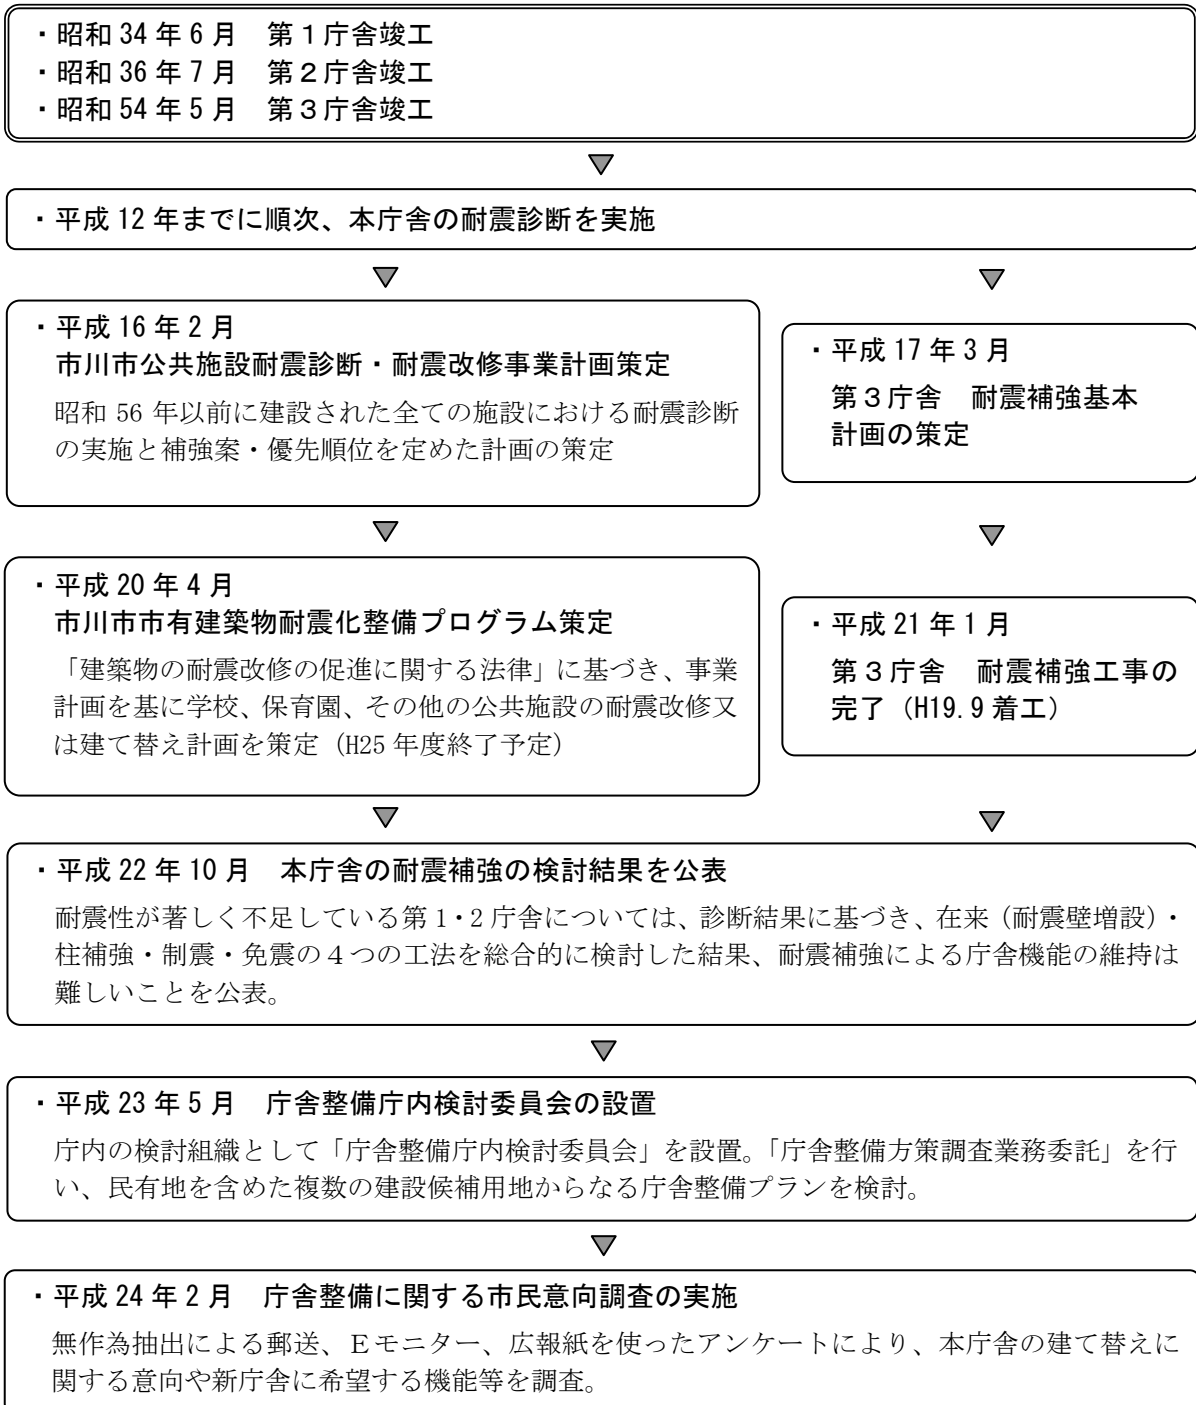 ・昭和 34 年 6 月　第１庁舎竣工
・昭和 36 年 7 月　第２庁舎竣工
・昭和 54 年 5 月　第３庁舎竣工
・平成 12 年までに順次、本庁舎の耐震診断を実施
・平成 16 年 2 月
市川市公共施設耐震診断・耐震改修事業計画策定
昭和 56 年以前に建設された全ての施設における耐震診断
の実施と補強案・優先順位を定めた計画の策定
・平成 17 年 3 月
第３庁舎　耐震補強基本
計画の策定
・平成 20 年 4 月
市川市市有建築物耐震化整備プログラム策定
「建築物の耐震改修の促進に関する法律」に基づき、事業
計画を基に学校、保育園、その他の公共施設の耐震改修又
は建て替え計画を策定（H25 年度終了予定）
・平成 21 年 1 月
第３庁舎　耐震補強工事の
完了（H19.9 着工）
・平成 22 年 10 月　本庁舎の耐震補強の検討結果を公表
耐震性が著しく不足している第 1・2 庁舎については、診断結果に基づき、在来（耐震壁増設）・
柱補強・制震・免震の４つの工法を総合的に検討した結果、耐震補強による庁舎機能の維持は
難しいことを公表。
・平成 23 年 5 月　庁舎整備庁内検討委員会の設置
庁内の検討組織として「庁舎整備庁内検討委員会」を設置。「庁舎整備方策調査業務委託」を行
い、民有地を含めた複数の建設候補用地からなる庁舎整備プランを検討。
・平成 24 年 2 月　庁舎整備に関する市民意向調査の実施
無作為抽出による郵送、Ｅモニター、広報紙を使ったアンケートにより、本庁舎の建て替えに
関する意向や新庁舎に希望する機能等を調査。